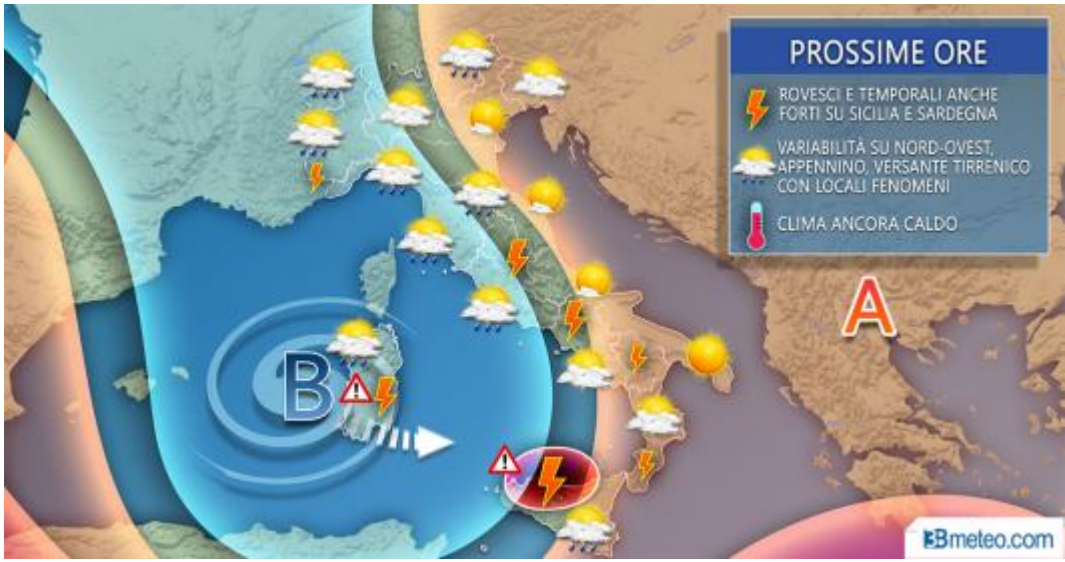 PROSSIME ORE
ROVESCI E TEMPORALI ANCHE
FORTI SU SICILIA E SARDEGNA
VARIABILITÀ SU NORD-OVEST,
APPENNINO, VERSANTE TIRRENICO
CON LOCALI FENOMENI
CLIMA ANCORA CALDO
A
B
3Bmeteo.com